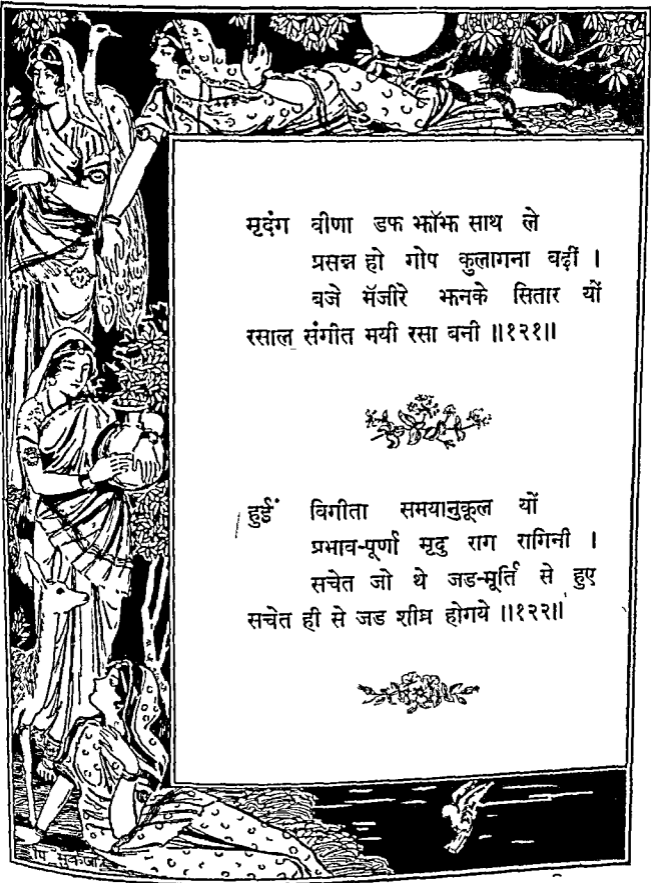 मृदंग वीणा डफ झाँझ साथ ले
प्रसन्न हो गोप कुलागना बढ़ीं ।
बजे मँजीरे झनके सितार यों
रसाल संगीत मयी रसा बनी ॥१२१॥
हुईं विगीता समयानुकूल यों
प्रभाव-पूर्णा मृदु राग रागिनी ।
सचेत जो थे जड-मूर्ति से हुए
सचेत ही से जड शीघ्र होगये ॥१२२॥